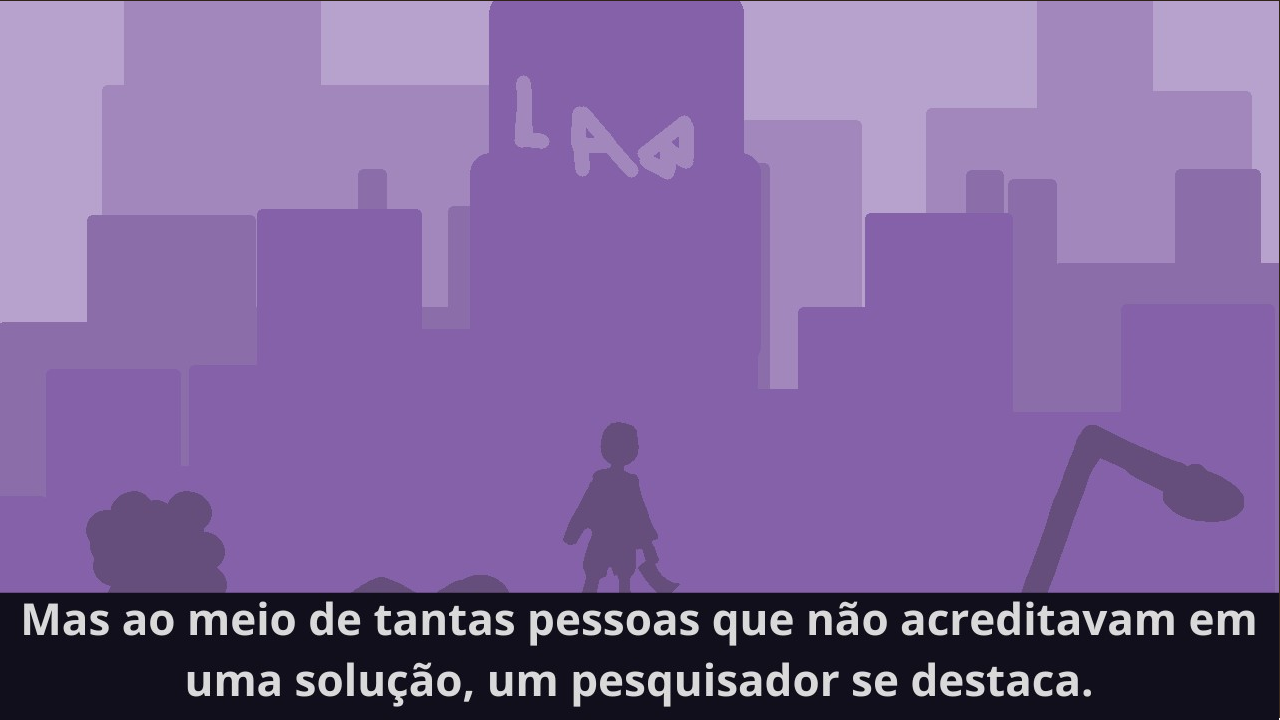 LAB
Mas ao meio de tantas pessoas que não acreditavam em
uma solução, um pesquisador se destaca.